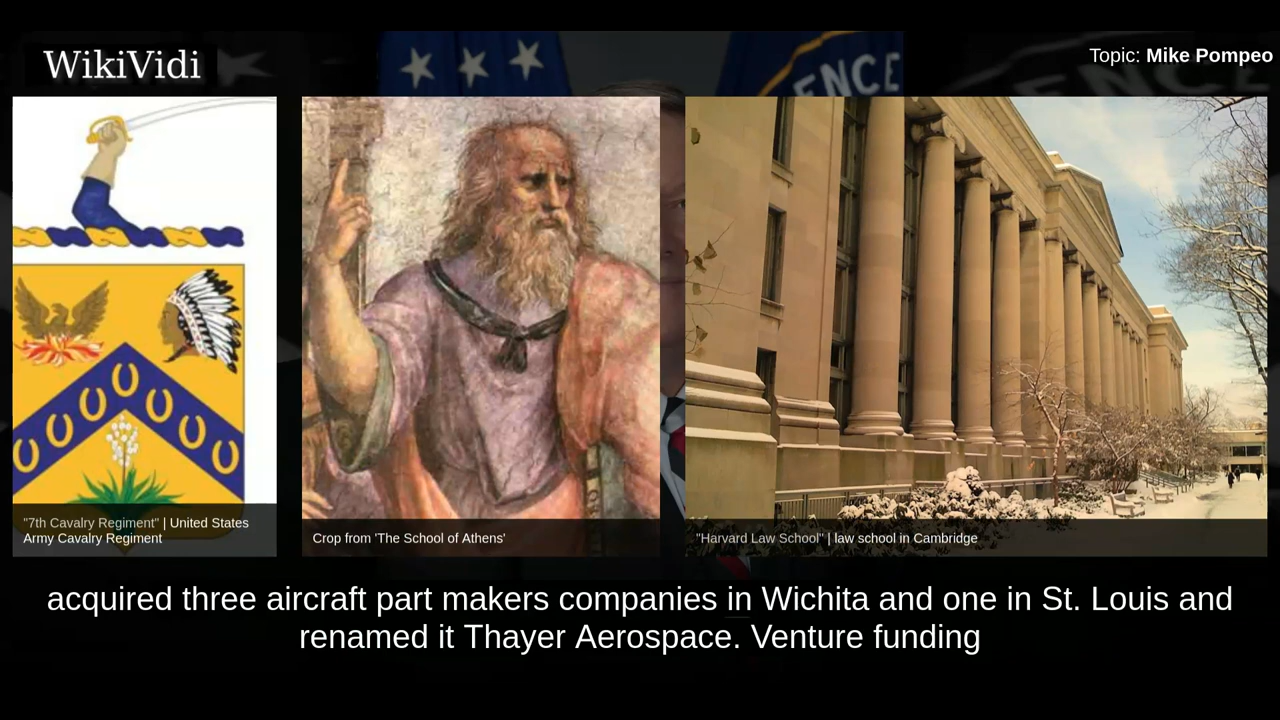 WikiVidi
Topic: Mike Pompeo
ENCE
"7th Cavalry Regiment" | United States
Army Cavalry Regiment
Crop from 'The School of Athens'
"Harvard Law School" | law school in Cambridge
acquired three aircraft part makers companies in Wichita and one in St. Louis and
renamed it Thayer Aerospace. Venture funding